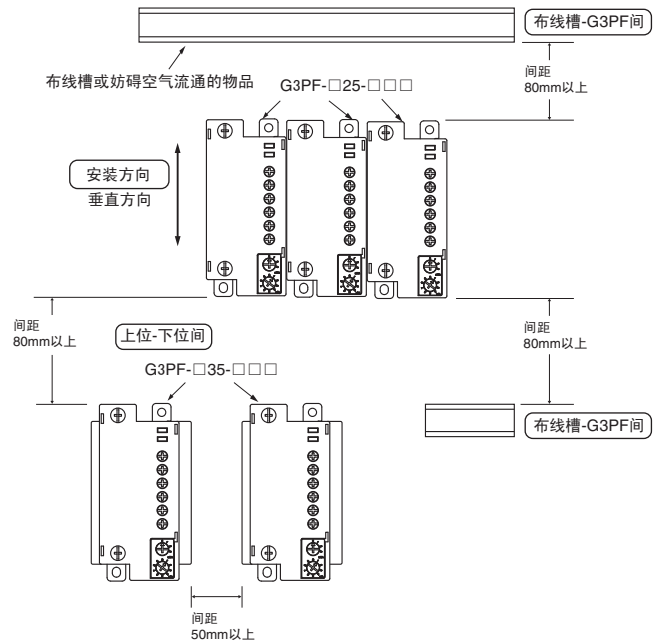 布线槽-G3PF间
布线槽或妨碍空气流通的物品
间距
80mm以上
G3PF-□25-□□□
安装方向
垂直方向
间距
80mm以上
上位-下位间
间距
80mm以上
G3PF-□35-□□□
布线槽-G3PF间
间距
50mm以上